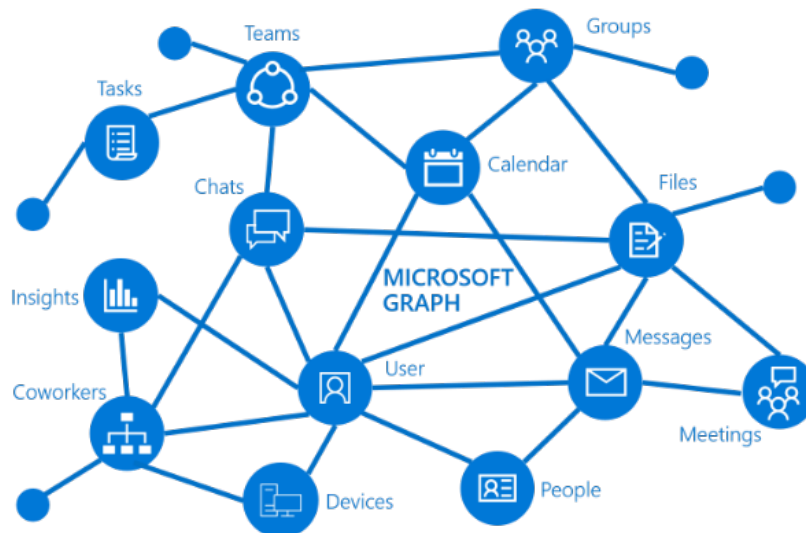 Groups
Teams
Tasks
Calendar
Chats
Files
MICROSOFT
GRAPH
Insights
Messages
User
Coworkers
Meetings
People
Devices